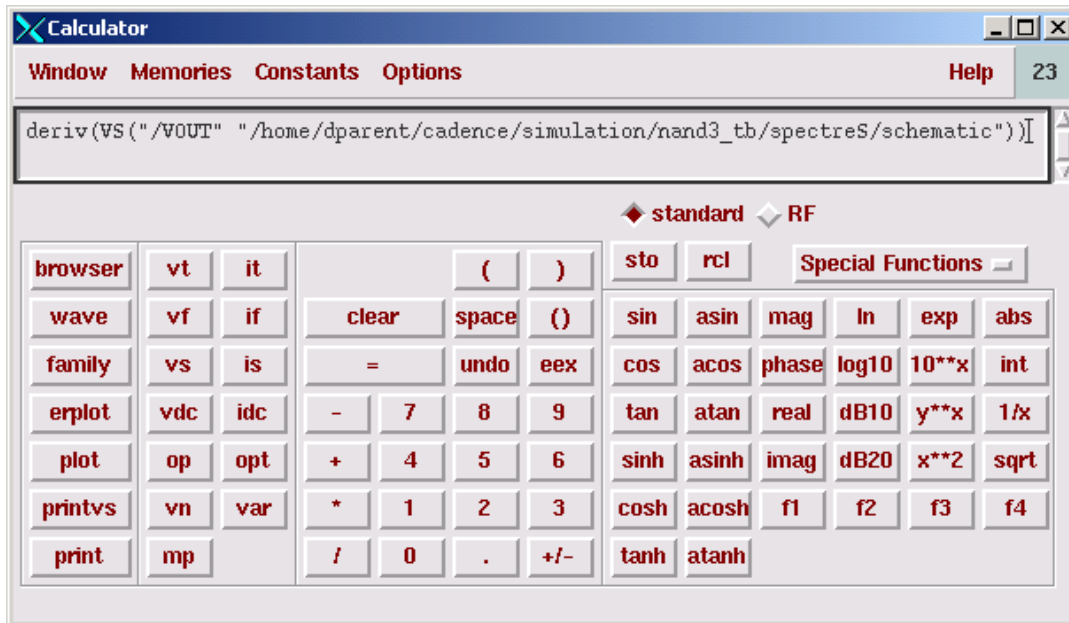 Calculator
Window Memories Constants Options Help 23
deriv(VS("/VOUT" "/home/dparent/cadence/simulation/nand3_tb/spectreS/schematic"))
standard RF
browser vt it ( ) sto rcl Special Functions
wave vf if clear space () sin asin mag ln exp abs
family vs is = undo eex cos acos phase log10 10**x int
erplot vdc idc - 7 8 9 tan atan real dB10 y**x 1/x
plot op opt + 4 5 6 sinh asinh imag dB20 x**2 sqrt
printvs vn var * 1 2 3 cosh acosh f1 f2 f3 f4
print mp / 0 . +/- tanh atanh